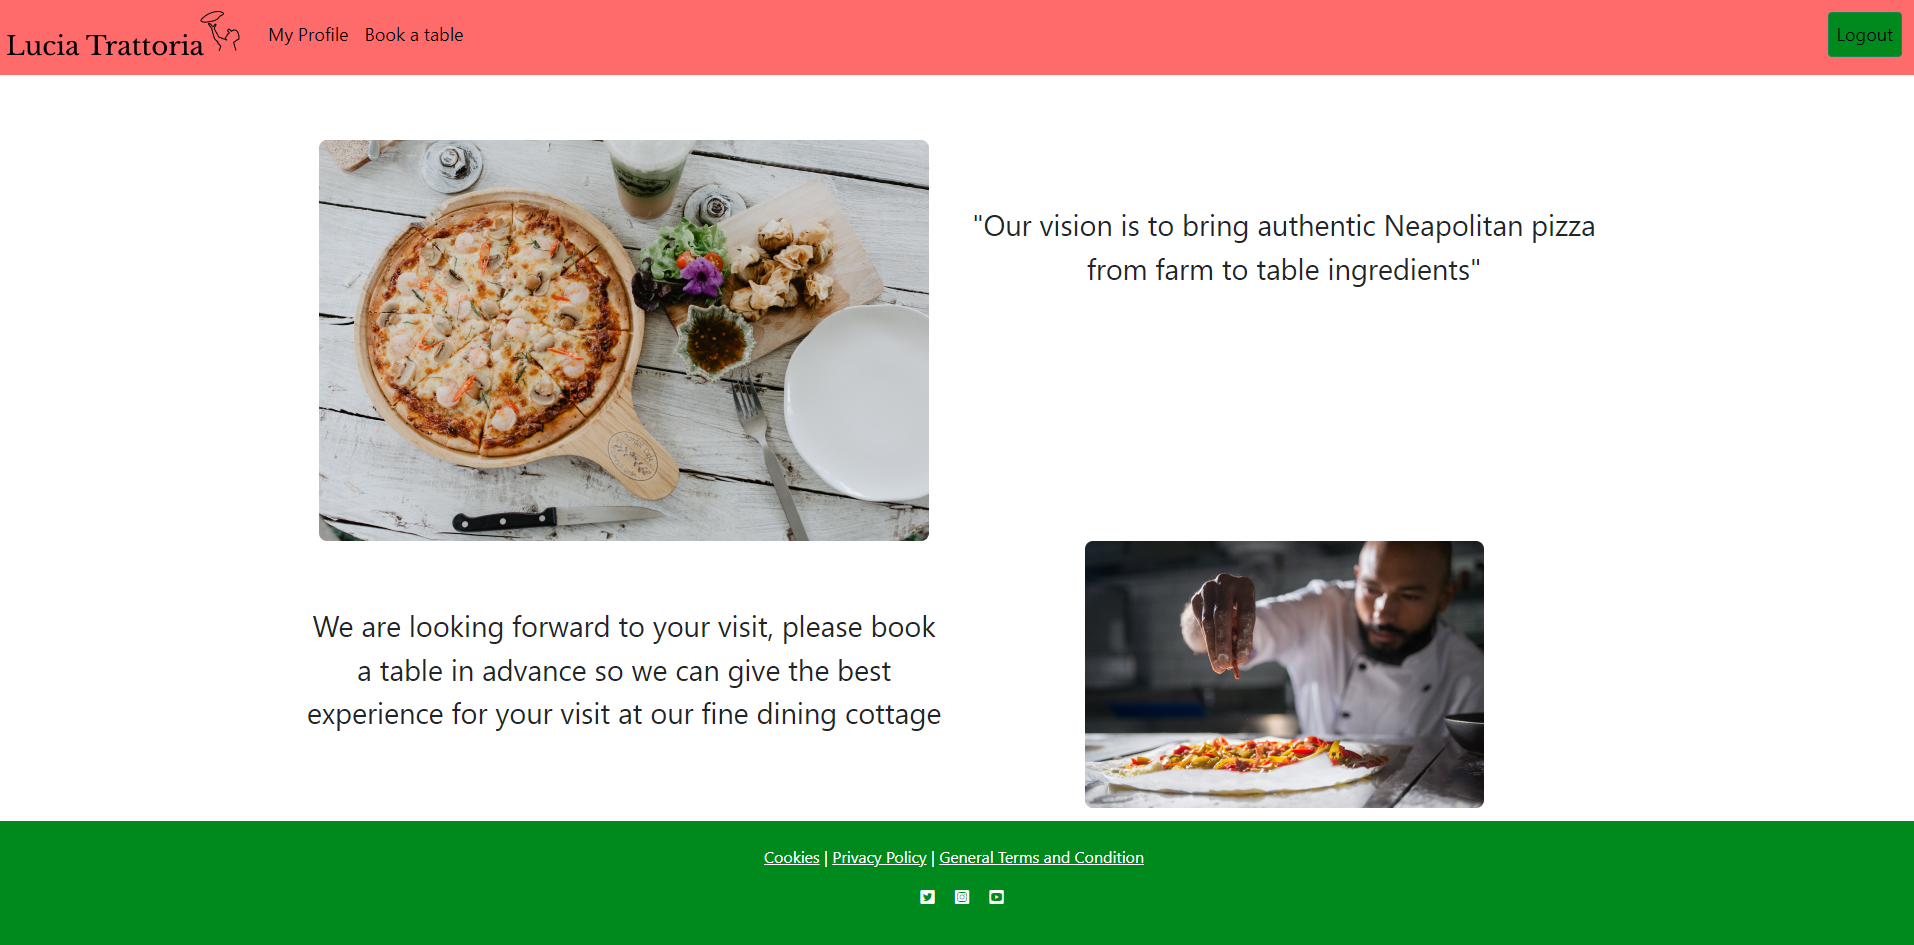 Lucia Trattoria
My Profile
Book a table
Logout
"Our vision is to bring authentic Neapolitan pizza
from farm to table ingredients"
We are looking forward to your visit, please book
a table in advance so we can give the best
experience for your visit at our fine dining cottage
Cookies | Privacy Policy | General Terms and Condition